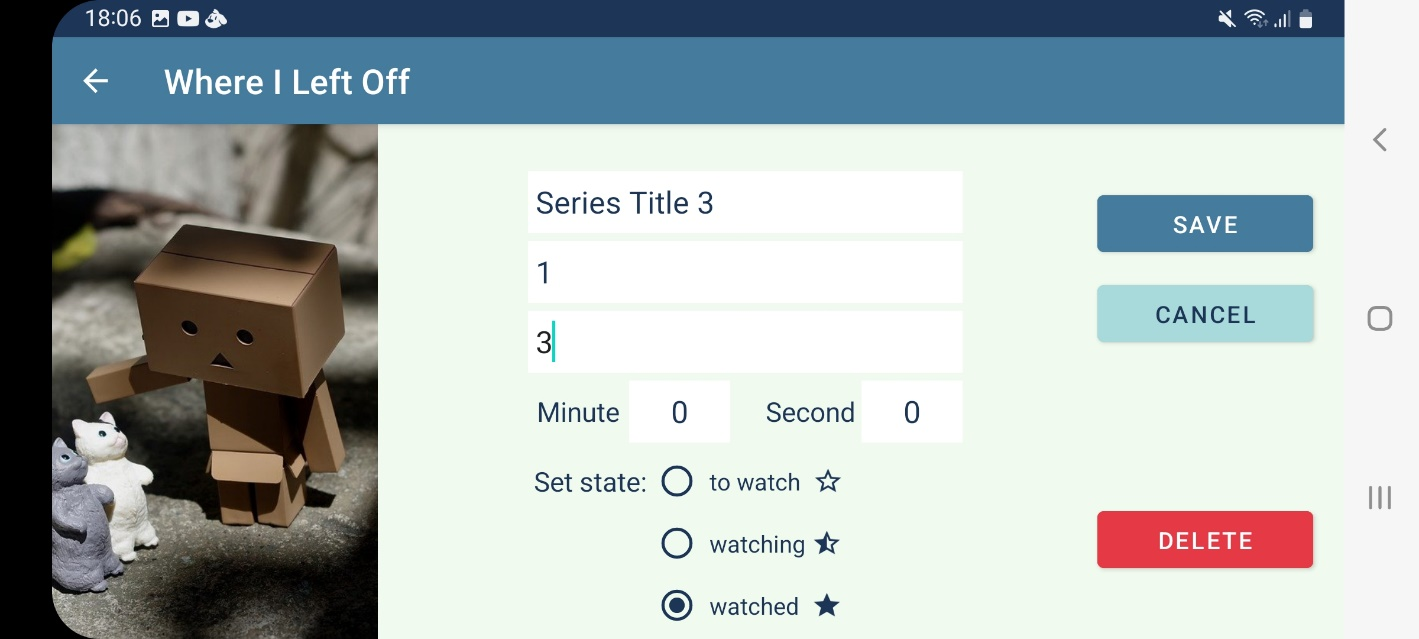 18:06
Where I Left Off
Series Title 3
1
3
Minute 0 Second 0
Set state: to watch
watching
watched
SAVE
CANCEL
DELETE